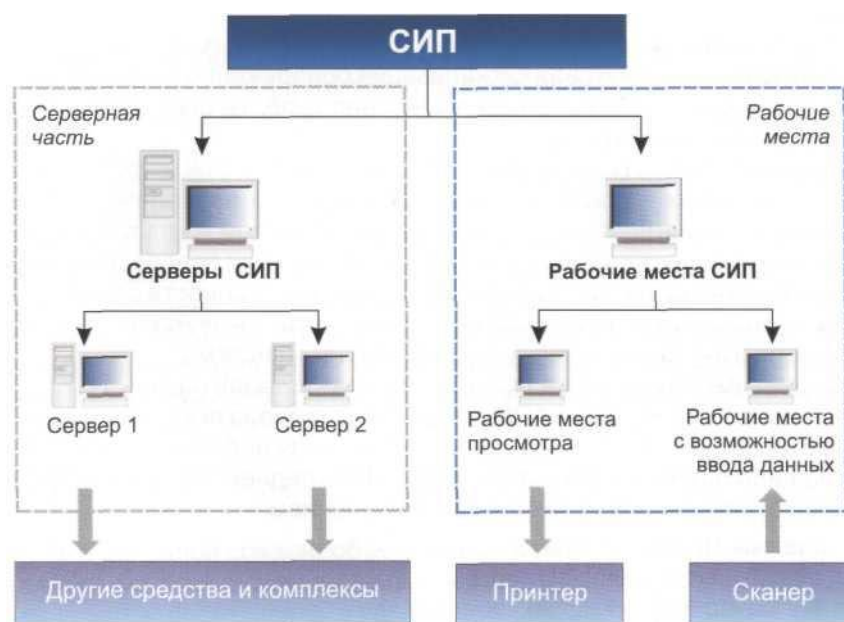 СИП
Серверная
часть
Рабочие
места
Серверы СИП
Рабочие места СИП
Сервер 1
Сервер 2
Рабочие места
просмотра
Рабочие места
с возможностью
ввода данных
Другие средства и комплексы
Принтер
Сканер